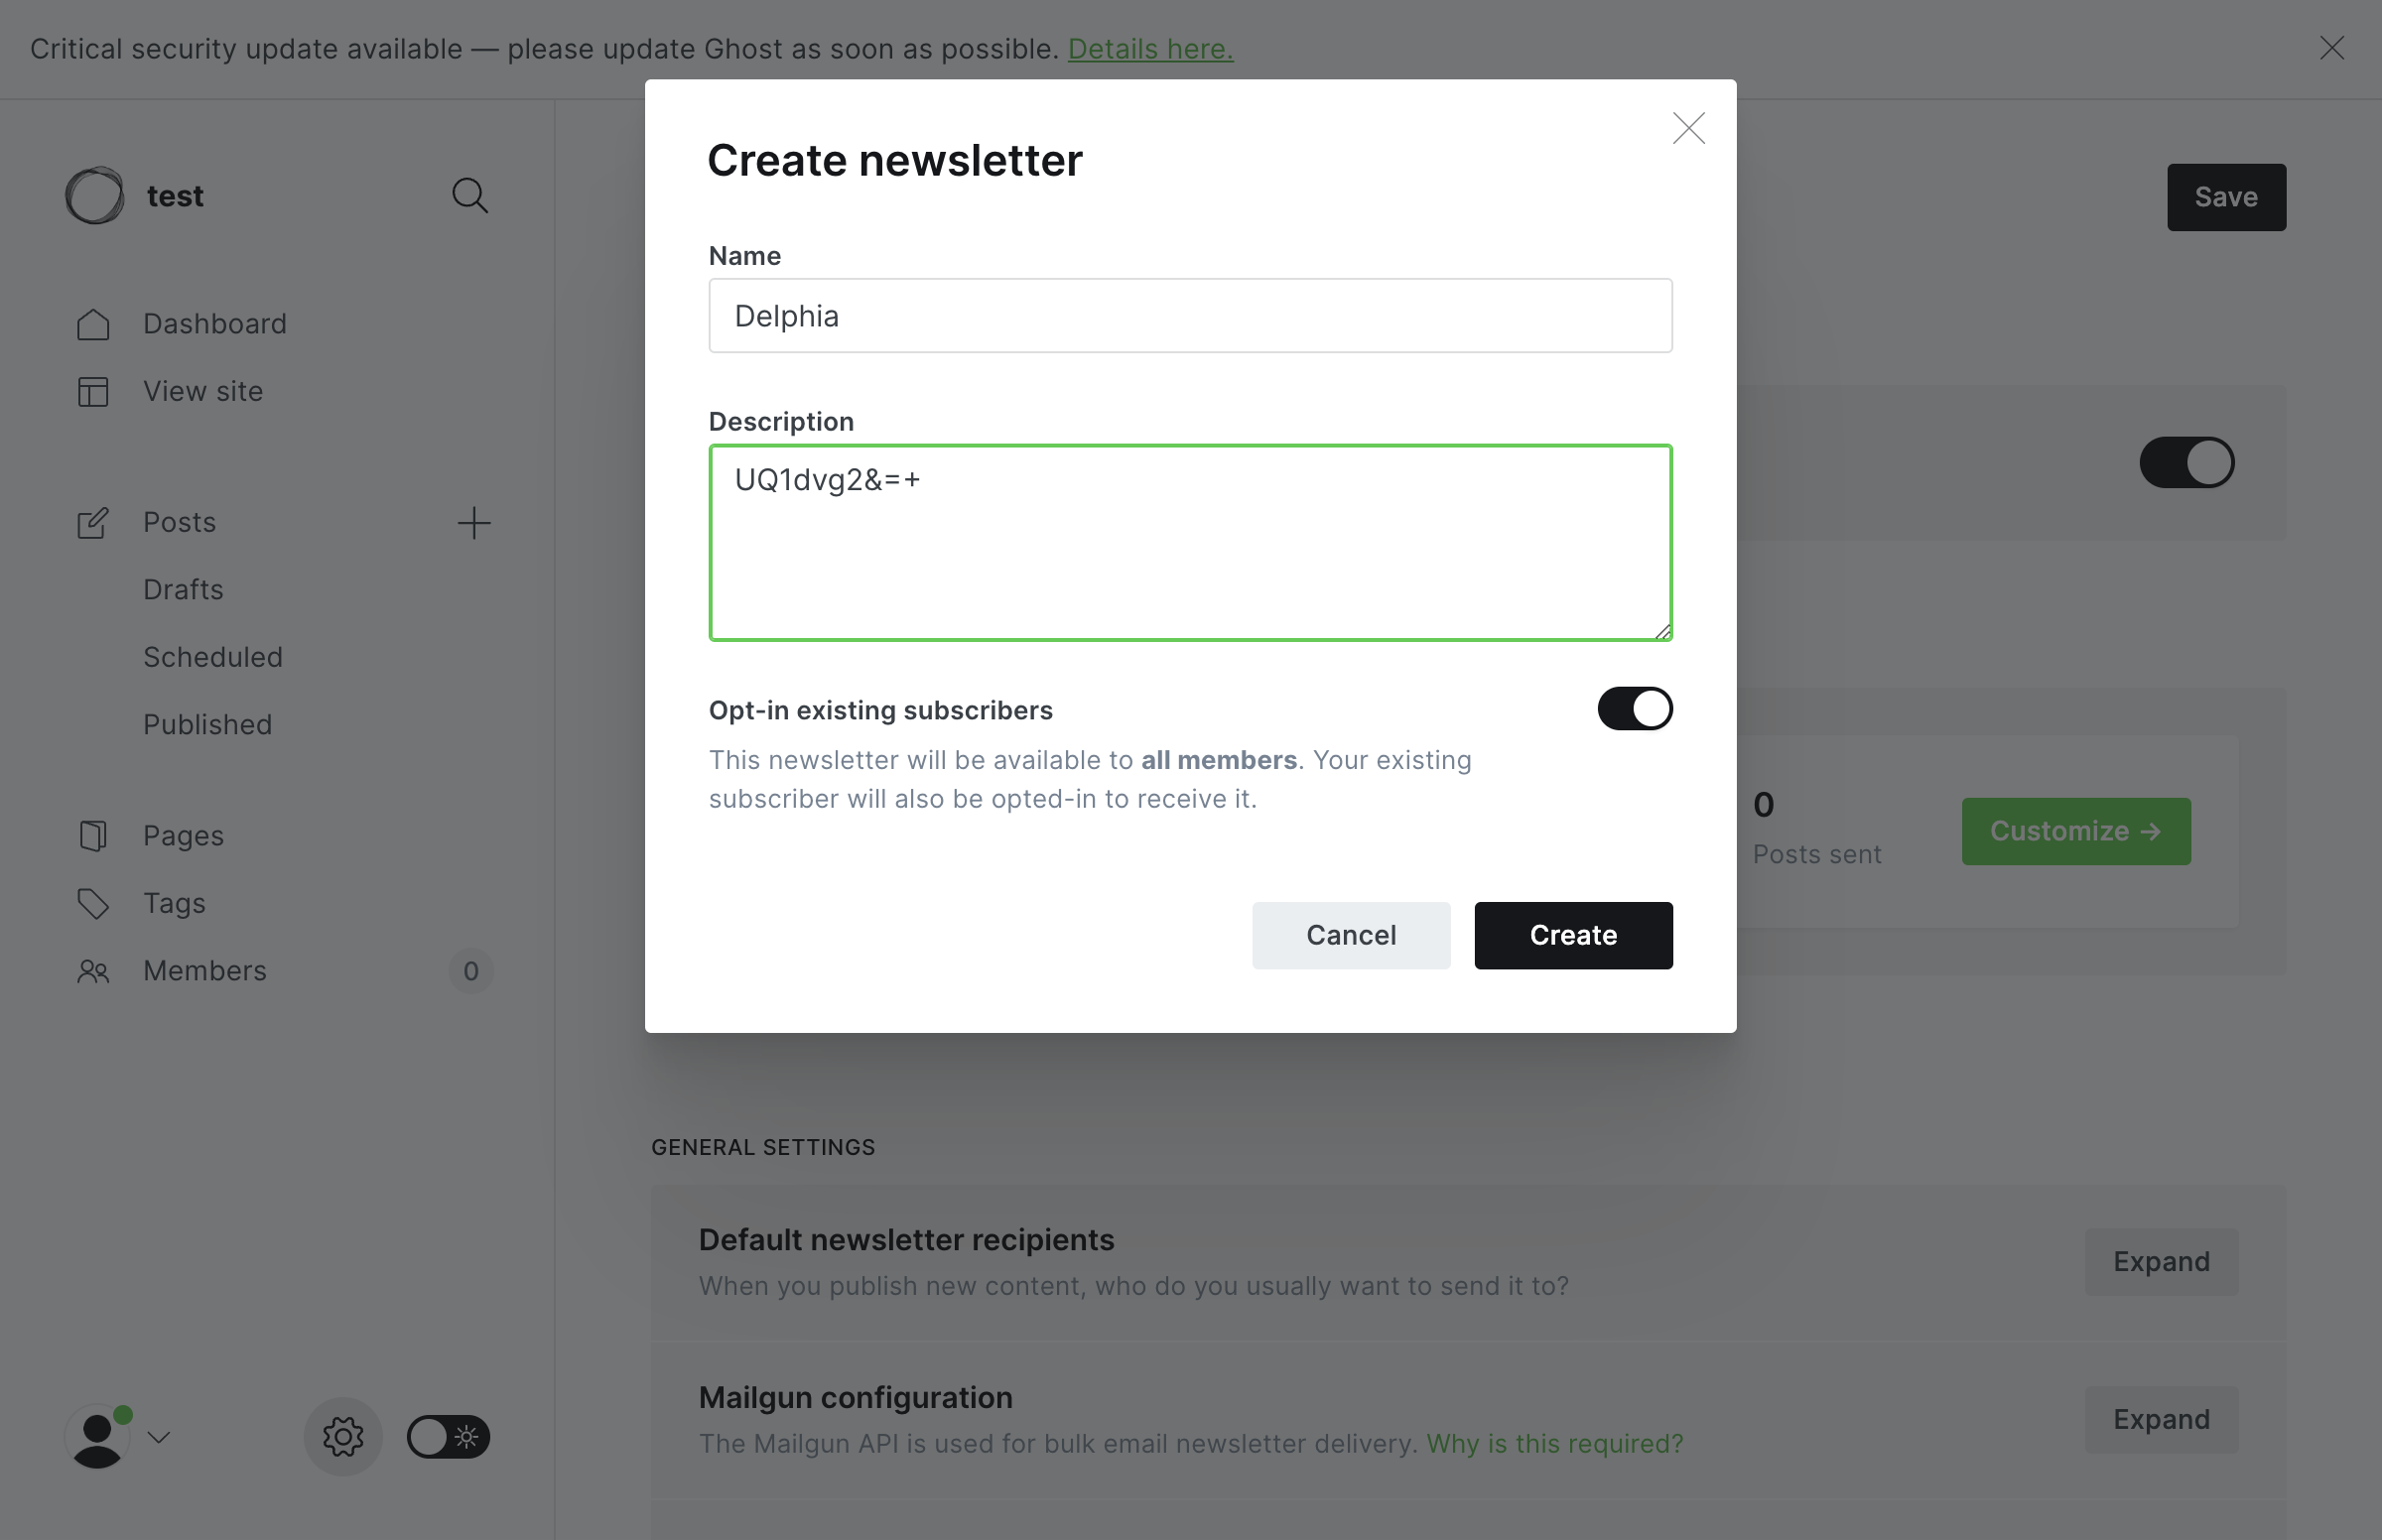 Critical security update available — please update Ghost as soon as possible. Details here.
test
Dashboard
View site
Posts
Drafts
Scheduled
Published
Pages
Tags
Members
0
Save
Create newsletter
Name
Delphia
Description
UQ1dvg2&=+
Opt-in existing subscribers
This newsletter will be available to all members. Your existing
subscriber will also be opted-in to receive it.
Cancel
Create
0
Posts sent
Customize →
GENERAL SETTINGS
Default newsletter recipients
When you publish new content, who do you usually want to send it to?
Expand
Mailgun configuration
The Mailgun API is used for bulk email newsletter delivery. Why is this required?
Expand